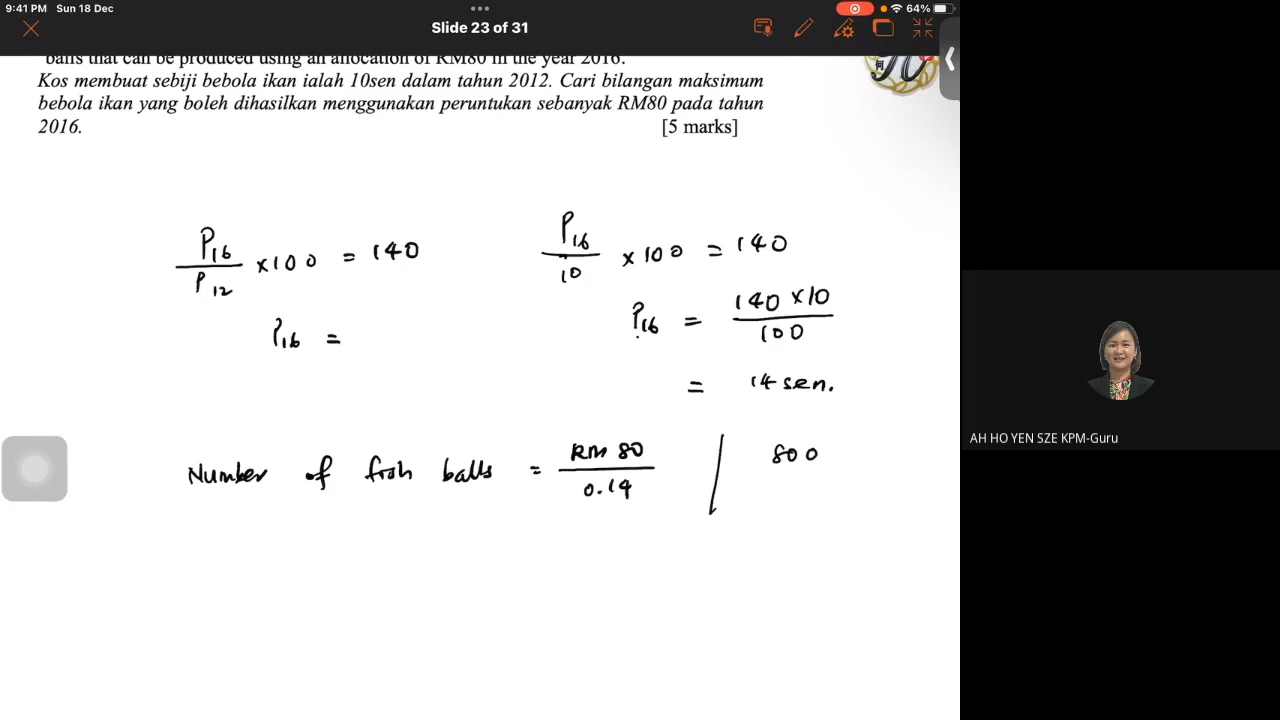 9:41 PM Sun 18 Dec
64%
Slide 23 of 31
balls that can be produced using an allocation of RM80 in the year 2016.
Kos membuat sebiji bebola ikan ialah 10sen dalam tahun 2012. Cari bilangan maksimum
bebola ikan yang boleh dihasilkan menggunakan peruntukan sebanyak RM80 pada tahun
2016. [5 marks]
P16 / P12 ×100 = 140
P16 =
P16 / 10 ×100 = 140
P16 = 140 ×10 / 100
= 14 sen.
Number of fish balls = RM 80 / 0.14 | 800
AH HO YEN SZE KPM-Guru